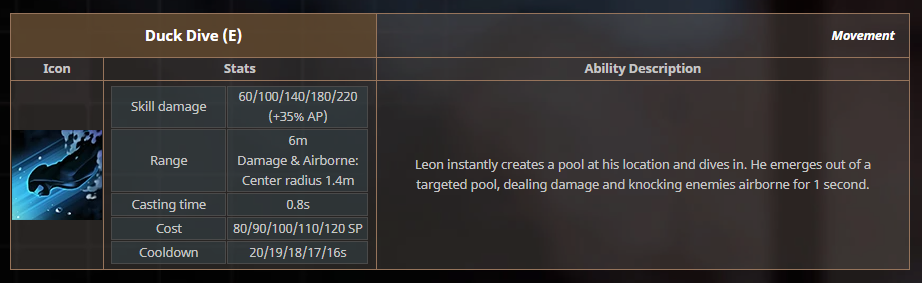 Duck Dive (E)
Movement
Icon
Stats
Ability Description
Skill damage
60/100/140/180/220
(+35% AP)
Range
6m
Damage & Airborne:
Center radius 1.4m
Casting time
0.8s
Cost
80/90/100/110/120 SP
Cooldown
20/19/18/17/16s
Leon instantly creates a pool at his location and dives in. He emerges out of a
targeted pool, dealing damage and knocking enemies airborne for 1 second.